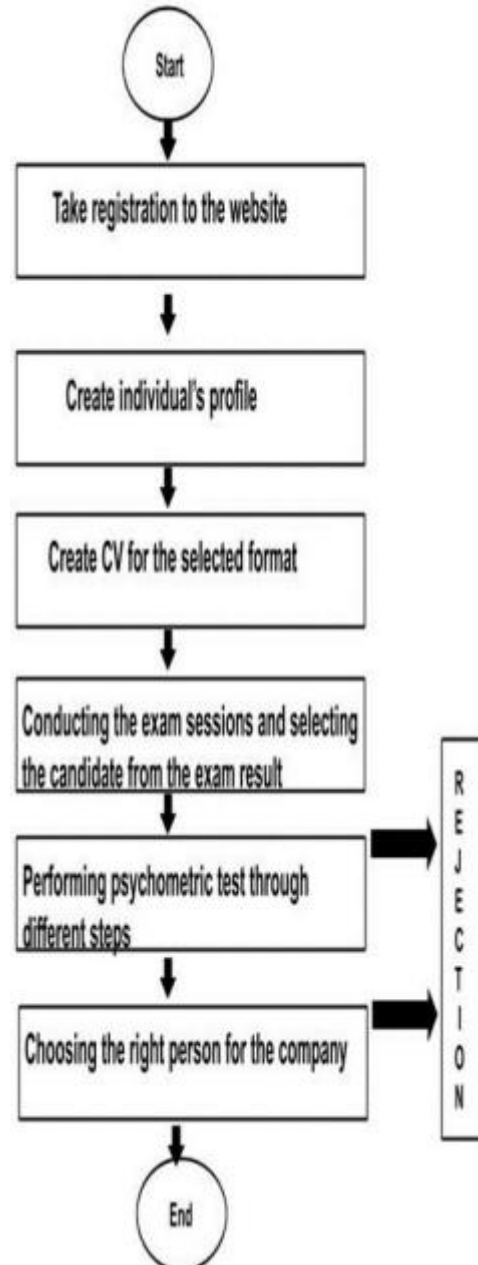 Start
Take registration to the website
Create individual's profile
Create CV for the selected format
Conducting the exam sessions and selecting
the candidate from the exam result
Performing psychometric test through
different steps
Choosing the right person for the company
End
R
E
J
E
C
T
I
O
N